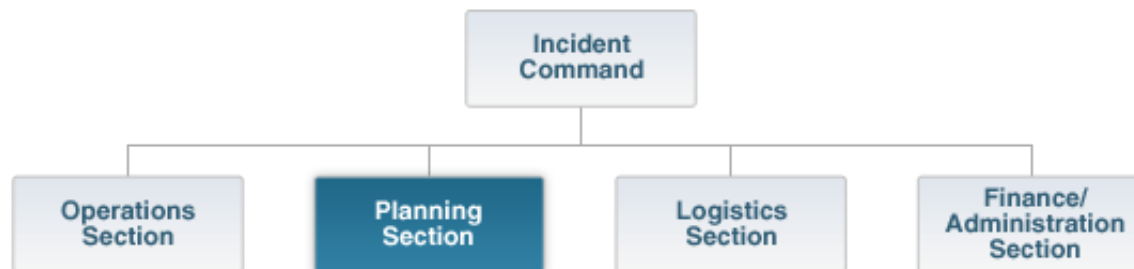 Incident
Command
Operations
Section
Planning
Section
Logistics
Section
Finance/
Administration
Section